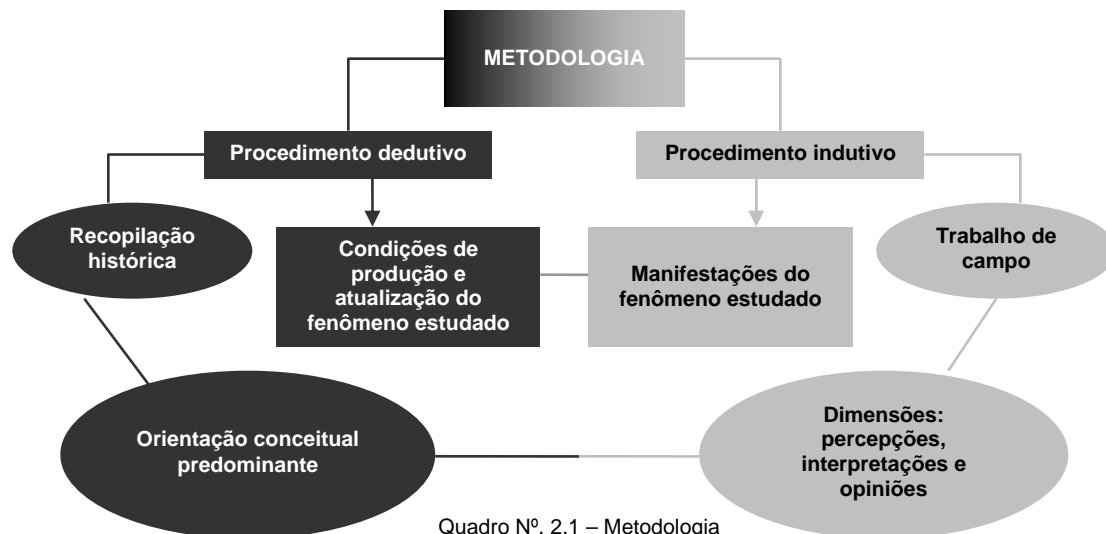 METODOLOGIA
Procedimento dedutivo
Procedimento indutivo
Recopilação
histórica
Condições de
produção e
atualização do
fenômeno estudado
Manifestações do
fenômeno estudado
Trabalho de
campo
Orientação conceitual
predominante
Dimensões:
percepções,
interpretações e
opiniões
Quadro Nº. 2.1 – Metodologia